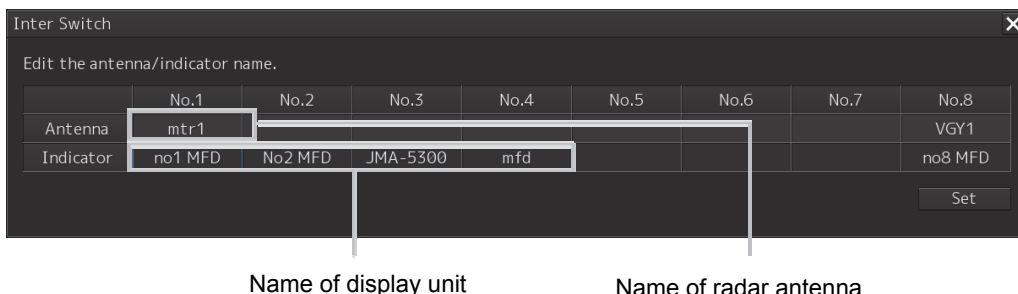 Inter Switch
Edit the antenna/indicator name.
No.1 No.2 No.3 No.4 No.5 No.6 No.7 No.8
Antenna mtr1 VGY1
Indicator no1 MFD No2 MFD JMA-5300 mfd no8 MFD
Set
Name of display unit Name of radar antenna